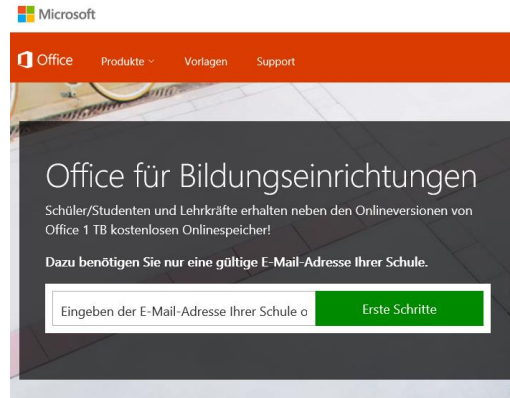 Microsoft
Office Produkte Vorlagen Support
Office für Bildungseinrichtungen
Schüler/Studenten und Lehrkräfte erhalten neben den Onlineversionen von
Office 1 TB kostenlosen Onlinespeicher!
Dazu benötigen Sie nur eine gültige E-Mail-Adresse Ihrer Schule.
Eingeben der E-Mail-Adresse Ihrer Schule o Erste Schritte